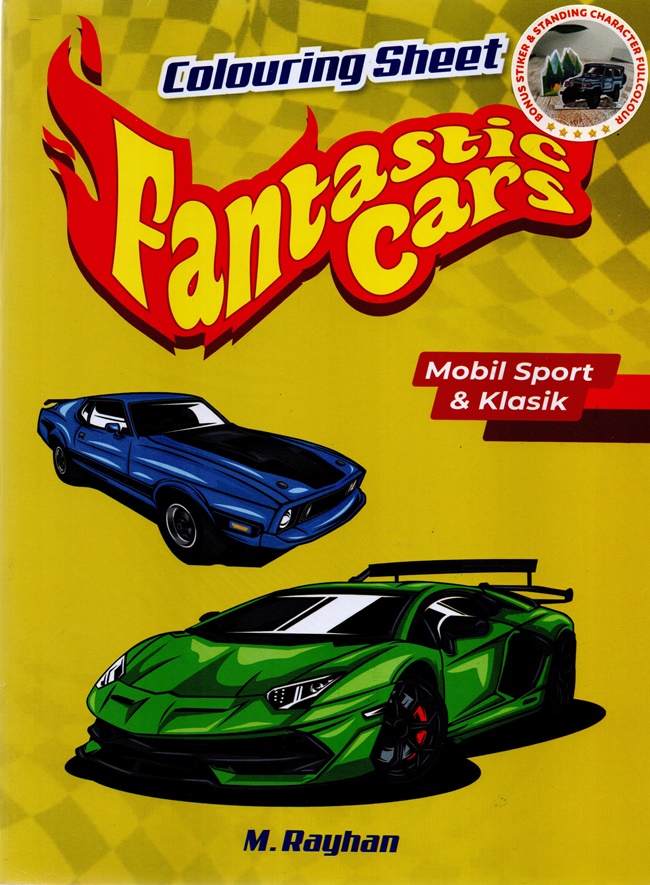 Colouring Sheet
BONUS STIKER & STANDING CHARACTER FULLCOLOUR
Fantastic
Cars
Mobil Sport
& Klasik
M. Rayhan